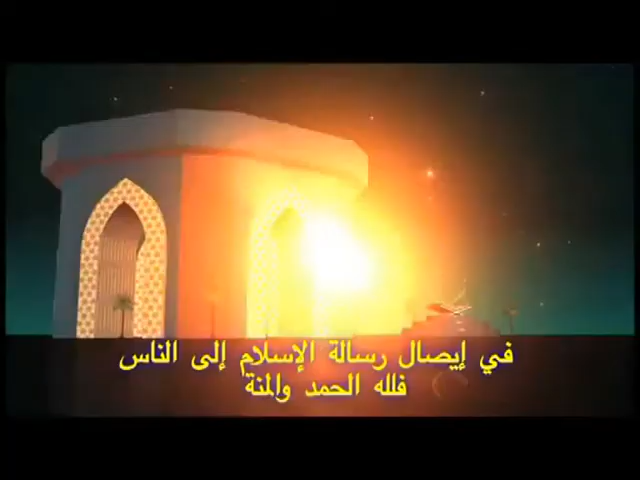 في إيصال رسالة الإسلام إلى الناس
فلله الحمد والمنة